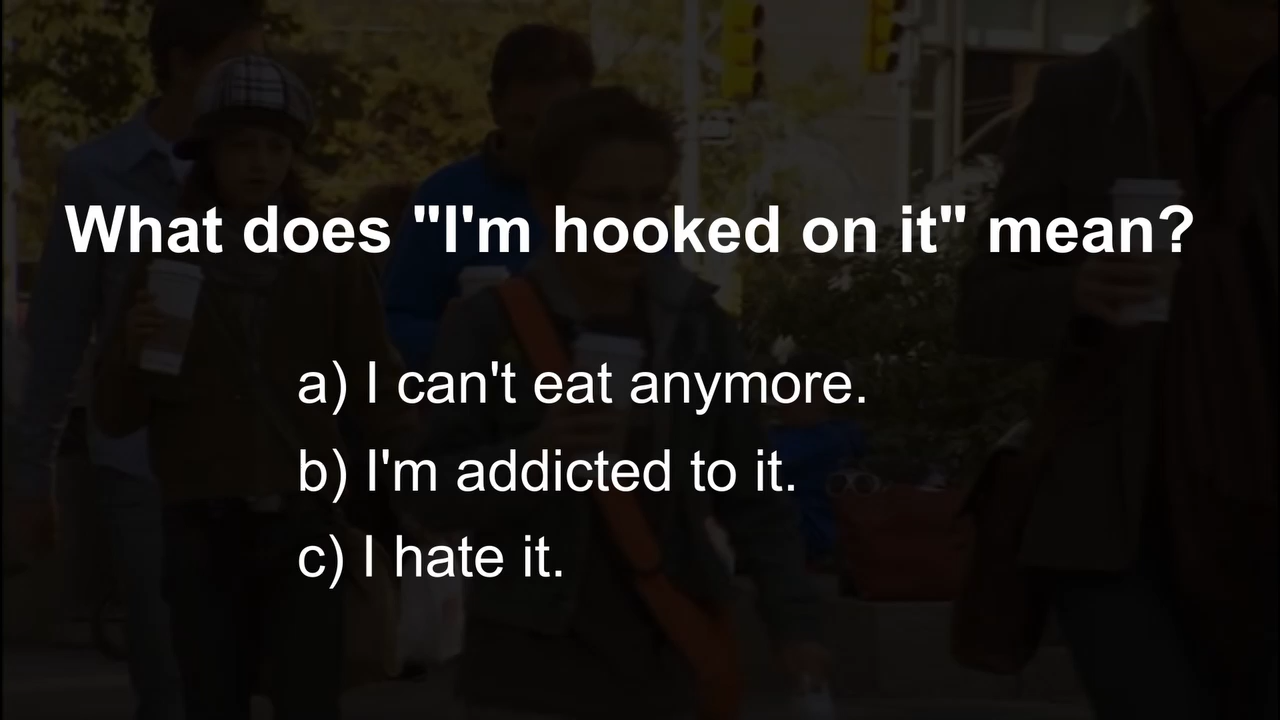 What does "I'm hooked on it" mean?
a) I can't eat anymore.
b) I'm addicted to it.
c) I hate it.